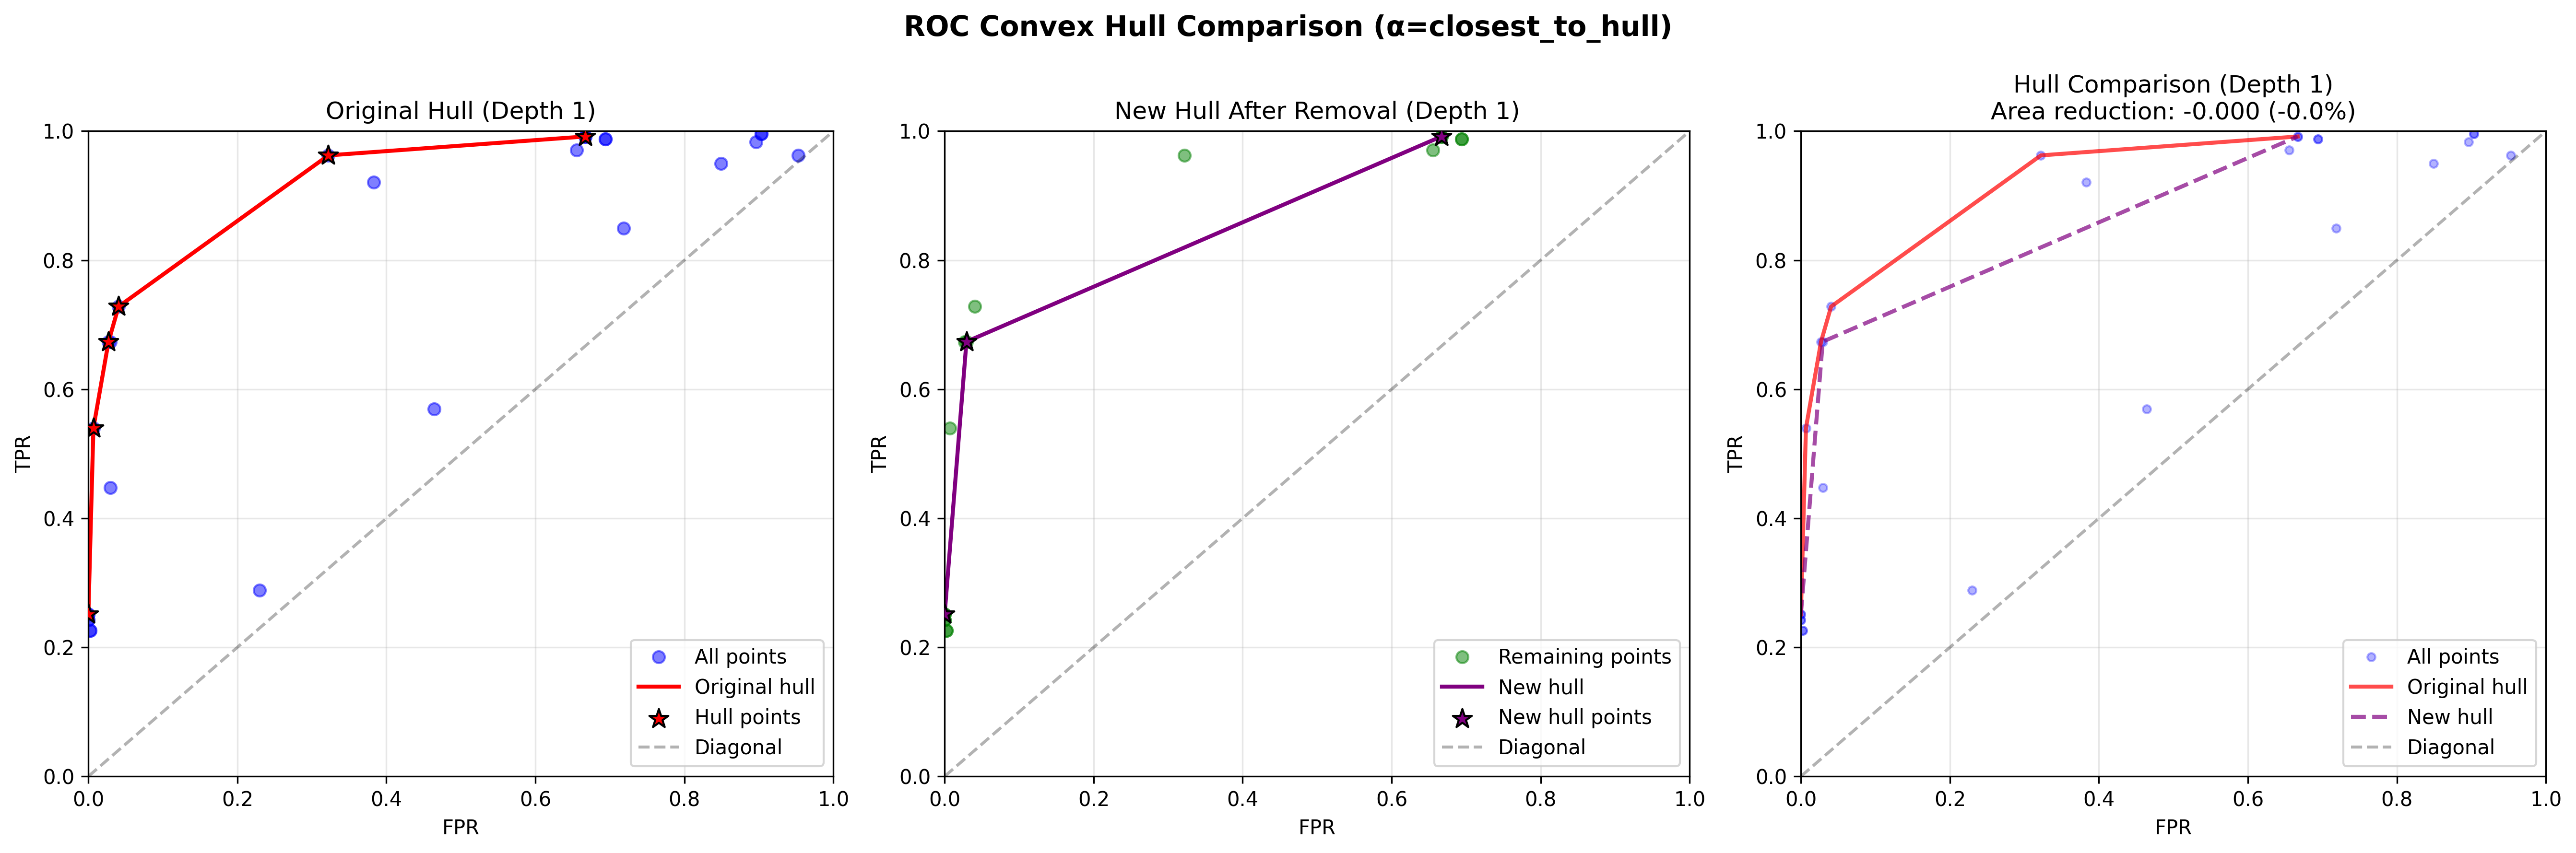 ROC Convex Hull Comparison (α=closest_to_hull)
Original Hull (Depth 1)
1.0
0.8
0.6
0.4
0.2
0.0
TPR
0.0 0.2 0.4 0.6 0.8 1.0
FPR
All points
Original hull
Hull points
Diagonal
New Hull After Removal (Depth 1)
1.0
0.8
0.6
0.4
0.2
0.0
TPR
0.0 0.2 0.4 0.6 0.8 1.0
FPR
Remaining points
New hull
New hull points
Diagonal
Hull Comparison (Depth 1)
Area reduction: -0.000 (-0.0%)
1.0
0.8
0.6
0.4
0.2
0.0
TPR
0.0 0.2 0.4 0.6 0.8 1.0
FPR
All points
Original hull
New hull
Diagonal